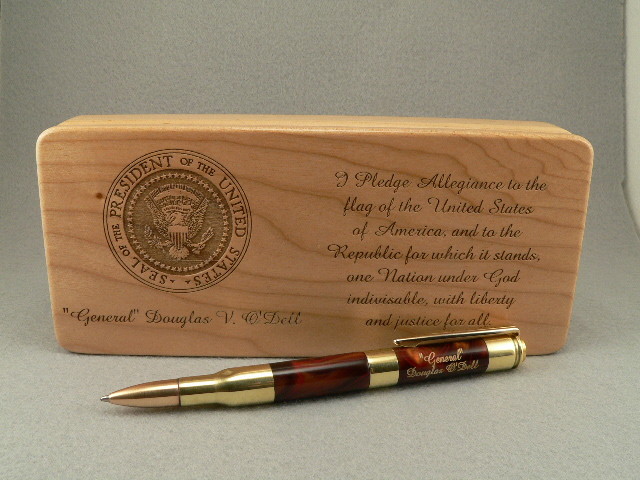 SEAL OF THE PRESIDENT OF THE UNITED STATES
"General" Douglas V. O'Dell
I Pledge Allegiance to the
flag of the United States
of America, and to the
Republic for which it stands,
one Nation under God
indivisable, with liberty
and justice for all.
"General"
Douglas O'Dell